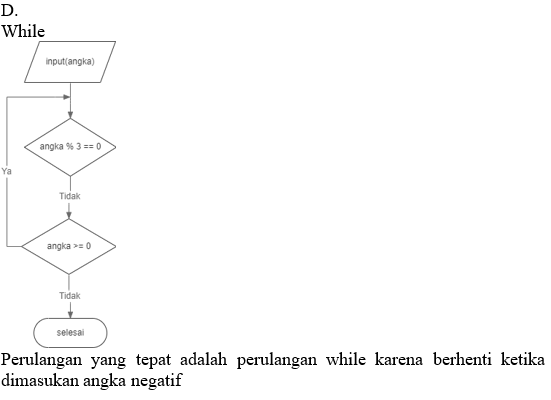 D.
While
input(angka)
angka % 3 == 0
Ya
Tidak
angka >= 0
Tidak
selesai
Perulangan yang tepat adalah perulangan while karena berhenti ketika
dimasukan angka negatif